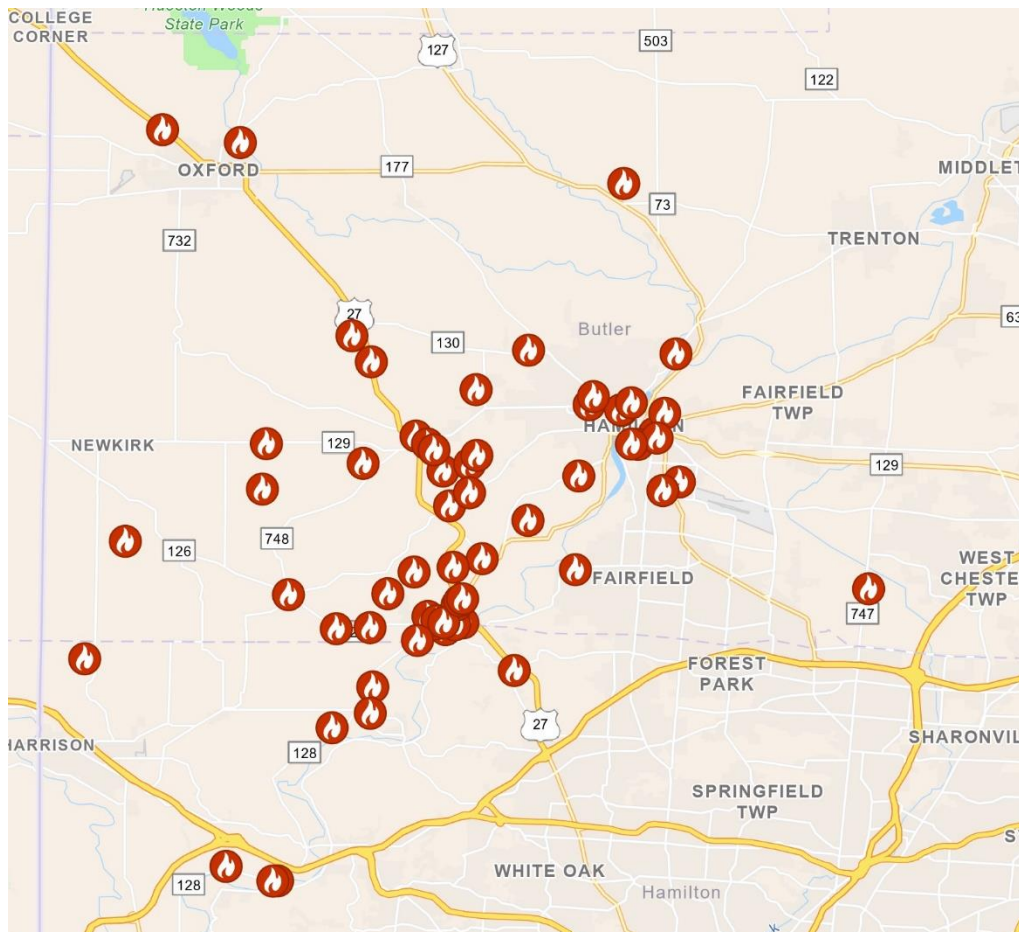 COLLEGE
CORNER
State Park
127
503
122
177
OXFORD
MIDDLET
73
TRENTON
732
27
Butler
63
130
FAIRFIELD
TWP
HAMILTON
NEWKIRK
129
129
748
126
WEST
CHESTER
TWP
FAIRFIELD
747
FOREST
PARK
27
HARRISON
128
SHARONVIL
SPRINGFIELD
TWP
WHITE OAK
128
Hamilton